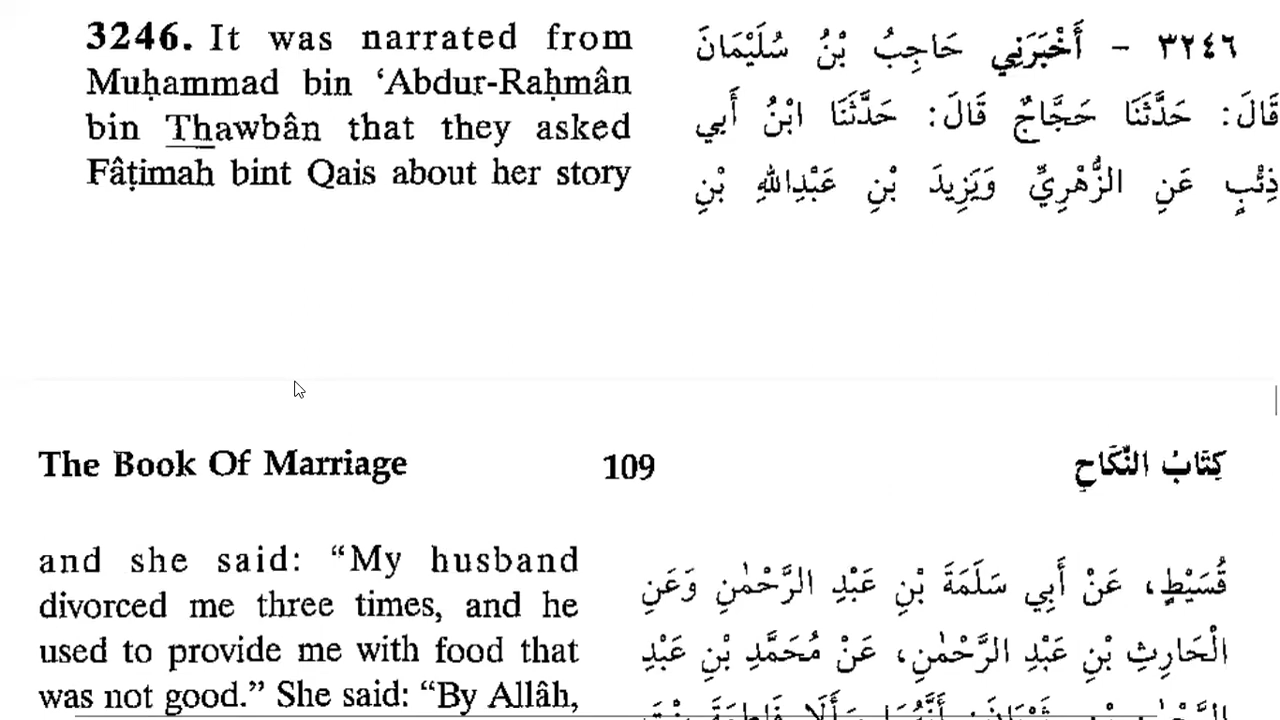 3246. It was narrated from
Muḥammad bin ‘Abdur-Raḥmân
bin Thawbân that they asked
Fâṭimah bint Qais about her story
٣٢٤٦ – أَخْبَرَنِي حَاجِبُ بْنُ سُلَيْمَانَ
قَالَ: حَدَّثَنَا حَجَّاجٌ قَالَ: حَدَّثَنَا ابْنُ أَبي
ذِئْبٍ عَنِ الزُّهْرِيِّ وَيَزِيدَ بْنِ عَبْدِاللهِ بْنِ
The Book Of Marriage 109 كِتَابُ النِّكَاحِ
and she said: “My husband
divorced me three times, and he
used to provide me with food that
was not good.” She said: “By Allâh,
قُسَيْطٍ، عَنْ أَبِي سَلَمَةَ بْنِ عَبْدِ الرَّحْمٰنِ وَعَنِ
الْحَارِثِ بْنِ عَبْدِ الرَّحْمٰنِ، عَنْ مُحَمَّدِ بْنِ عَبْدِ